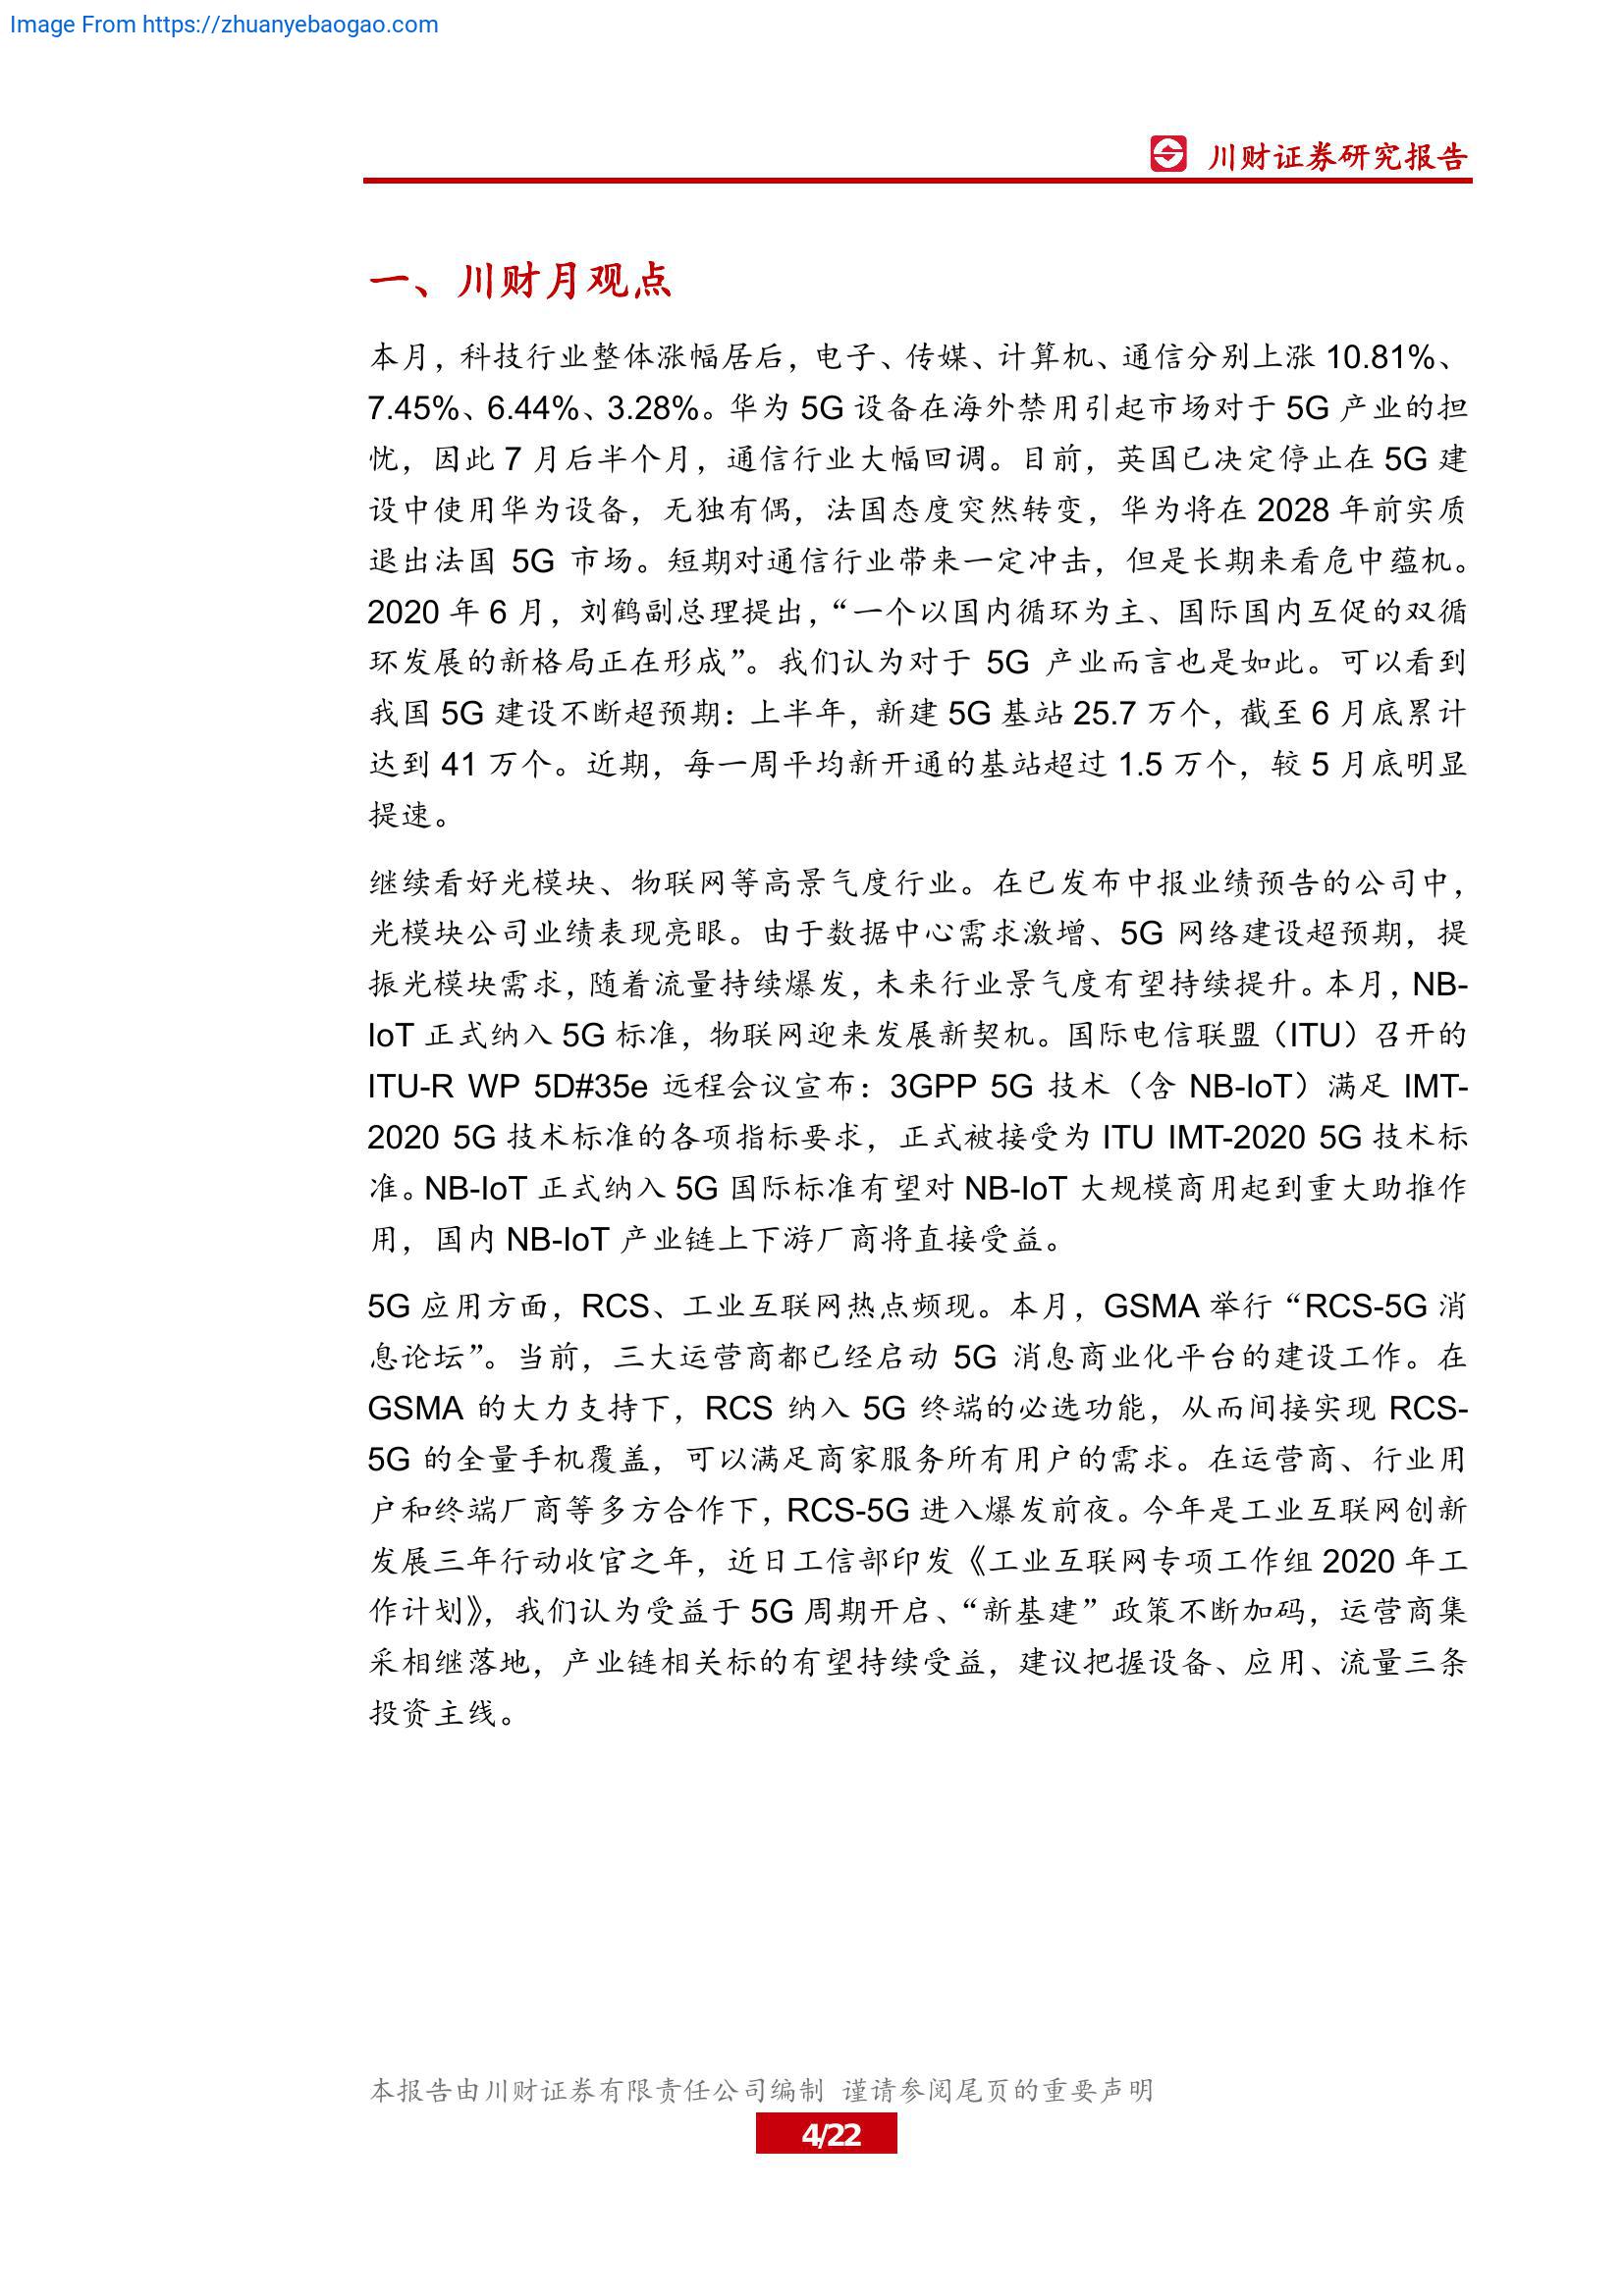 Image From https://zhuanyebaogao.com
川财证券研究报告
一、川财月观点
本月，科技行业整体涨幅居后，电子、传媒、计算机、通信分别上涨 10.81%、
7.45%、6.44%、3.28%。华为 5G 设备在海外禁用引起市场对于 5G 产业的担
忧，因此 7 月后半个月，通信行业大幅回调。目前，英国已决定停止在 5G 建
设中使用华为设备，无独有偶，法国态度突然转变，华为将在 2028 年前实质
退出法国 5G 市场。短期对通信行业带来一定冲击，但是长期来看危中蕴机。
2020 年 6 月，刘鹤副总理提出，“一个以国内循环为主、国际国内互促的双循
环发展的新格局正在形成”。我们认为对于 5G 产业而言也是如此。可以看到
我国 5G 建设不断超预期：上半年，新建 5G 基站 25.7 万个，截至 6 月底累计
达到 41 万个。近期，每一周平均新开通的基站超过 1.5 万个，较 5 月底明显
提速。
继续看好光模块、物联网等高景气度行业。在已发布中报业绩预告的公司中，
光模块公司业绩表现亮眼。由于数据中心需求激增、5G 网络建设超预期，提
振光模块需求，随着流量持续爆发，未来行业景气度有望持续提升。本月，NB-
IoT 正式纳入 5G 标准，物联网迎来发展新契机。国际电信联盟（ITU）召开的
ITU-R WP 5D#35e 远程会议宣布：3GPP 5G 技术（含 NB-IoT）满足 IMT-
2020 5G 技术标准的各项指标要求，正式被接受为 ITU IMT-2020 5G 技术标
准。NB-IoT 正式纳入 5G 国际标准有望对 NB-IoT 大规模商用起到重大助推作
用，国内 NB-IoT 产业链上下游厂商将直接受益。
5G 应用方面，RCS、工业互联网热点频现。本月，GSMA 举行“RCS-5G 消
息论坛”。当前，三大运营商都已经启动 5G 消息商业化平台的建设工作。在
GSMA 的大力支持下，RCS 纳入 5G 终端的必选功能，从而间接实现 RCS-
5G 的全量手机覆盖，可以满足商家服务所有用户的需求。在运营商、行业用
户和终端厂商等多方合作下，RCS-5G 进入爆发前夜。今年是工业互联网创新
发展三年行动收官之年，近日工信部印发《工业互联网专项工作组 2020 年工
作计划》，我们认为受益于 5G 周期开启、“新基建”政策不断加码，运营商集
采相继落地，产业链相关标的有望持续受益，建议把握设备、应用、流量三条
投资主线。
本报告由川财证券有限责任公司编制 谨请参阅尾页的重要声明
4/22